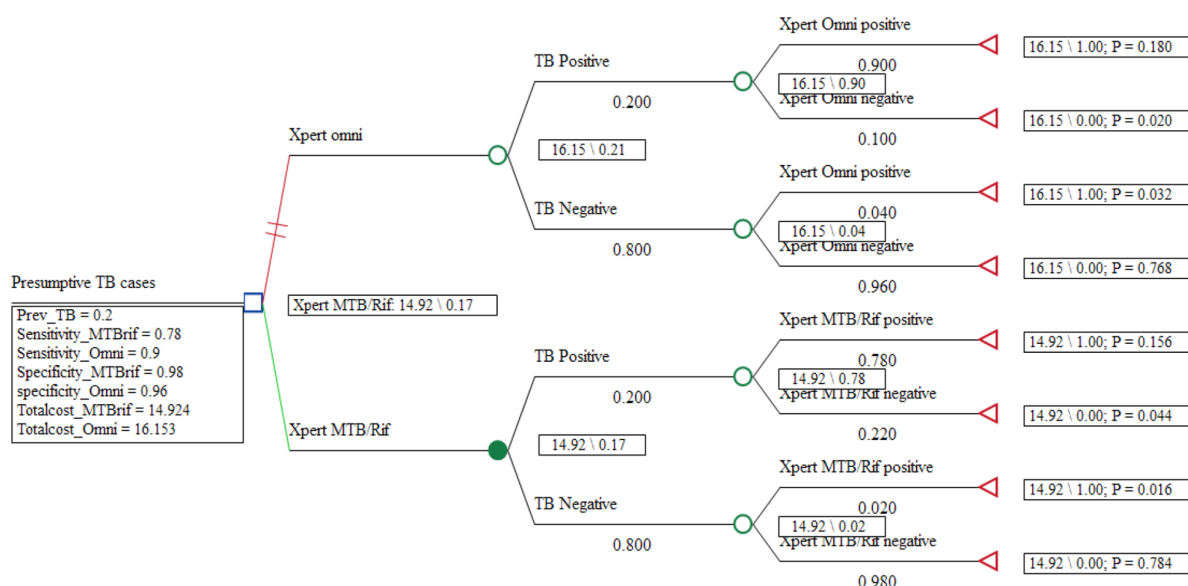 Xpert Omni positive
16.15 \ 1.00; P = 0.180
TB Positive
0.900
16.15 \ 0.90
Xpert Omni negative
0.200
16.15 \ 0.00; P = 0.020
Xpert omni
0.100
16.15 \ 0.21
Xpert Omni positive
16.15 \ 1.00; P = 0.032
TB Negative
0.040
16.15 \ 0.04
Xpert Omni negative
0.800
16.15 \ 0.00; P = 0.768
Presumptive TB cases
0.960
Xpert MTB/Rif: 14.92 \ 0.17
Prev_TB = 0.2
Sensitivity_MTBrif = 0.78
Sensitivity_Omni = 0.9
Specificity_MTBrif = 0.98
specificity_Omni = 0.96
Totalcost_MTBrif = 14.924
Totalcost_Omni = 16.153
Xpert MTB/Rif positive
14.92 \ 1.00; P = 0.156
TB Positive
0.780
14.92 \ 0.78
Xpert MTB/Rif negative
0.200
14.92 \ 0.00; P = 0.044
Xpert MTB/Rif
0.220
14.92 \ 0.17
Xpert MTB/Rif positive
14.92 \ 1.00; P = 0.016
TB Negative
0.020
14.92 \ 0.02
Xpert MTB/Rif negative
0.800
14.92 \ 0.00; P = 0.784
0.980